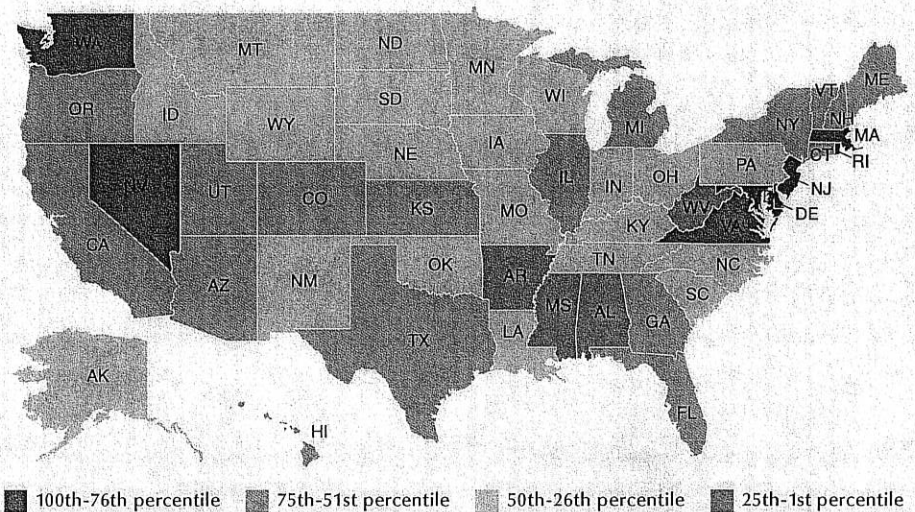 WA
MT
ND
MN
OR
ID
SD
WI
WY
MI
NY
VT
NH
ME
MA
RI
CT
NE
IA
PA
NJ
DE
NV
UT
CO
KS
MO
IL
IN
OH
WV
VA
KY
CA
AZ
NM
OK
AR
TN
NC
SC
MS
AL
GA
LA
TX
FL
AK
HI
100th-76th percentile 75th-51st percentile 50th-26th percentile 25th-1st percentile